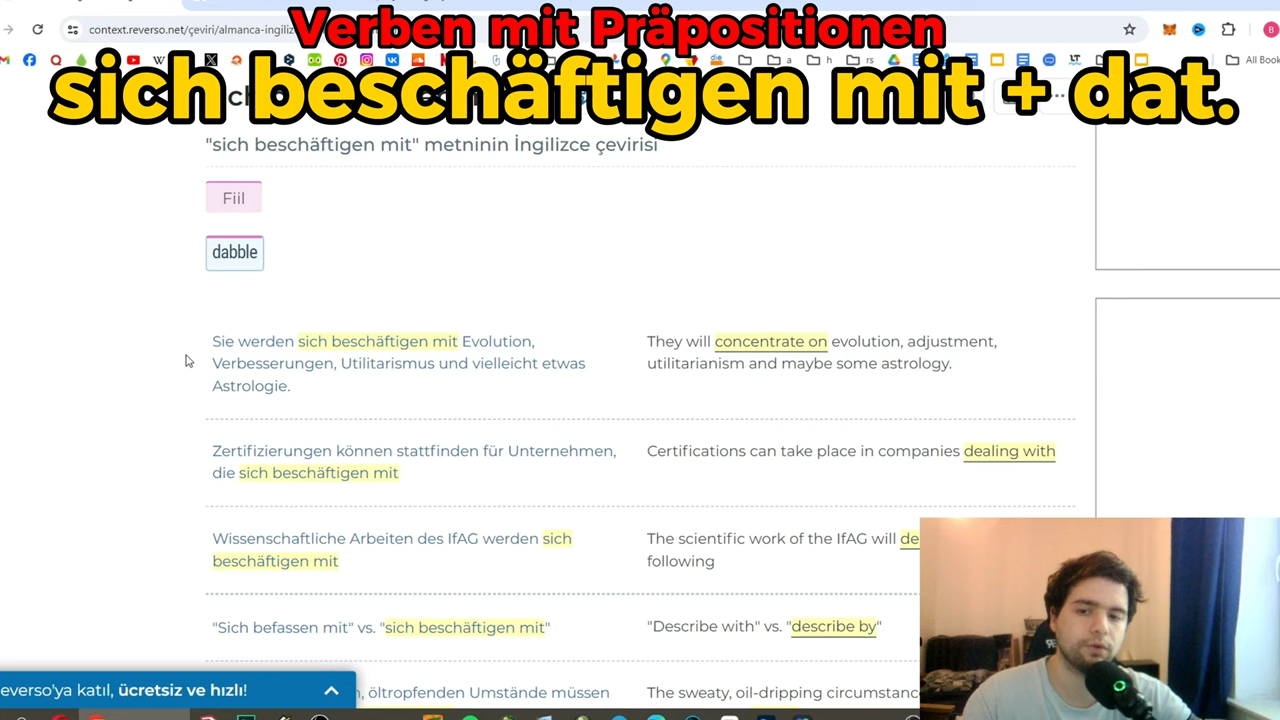 Verben mit Präpositionen
context.reverso.net/çeviri/almanca-ingiliz
sich beschäftigen mit + dat.
All Book
"sich beschäftigen mit" metninin İngilizce çevirisi
Fiil
dabble
Sie werden sich beschäftigen mit Evolution,
Verbesserungen, Utilitarismus und vielleicht etwas
Astrologie.
They will concentrate on evolution, adjustment,
utilitarianism and maybe some astrology.
Zertifizierungen können stattfinden für Unternehmen,
die sich beschäftigen mit
Certifications can take place in companies dealing with
Wissenschaftliche Arbeiten des IfAG werden sich
beschäftigen mit
The scientific work of the IfAG will de
following
"Sich befassen mit" vs. "sich beschäftigen mit"
"Describe with" vs. "describe by"
öltropfenden Umstände müssen
The sweaty, oil-dripping circumstanc
everso'ya katıl, ücretsiz ve hızlı!